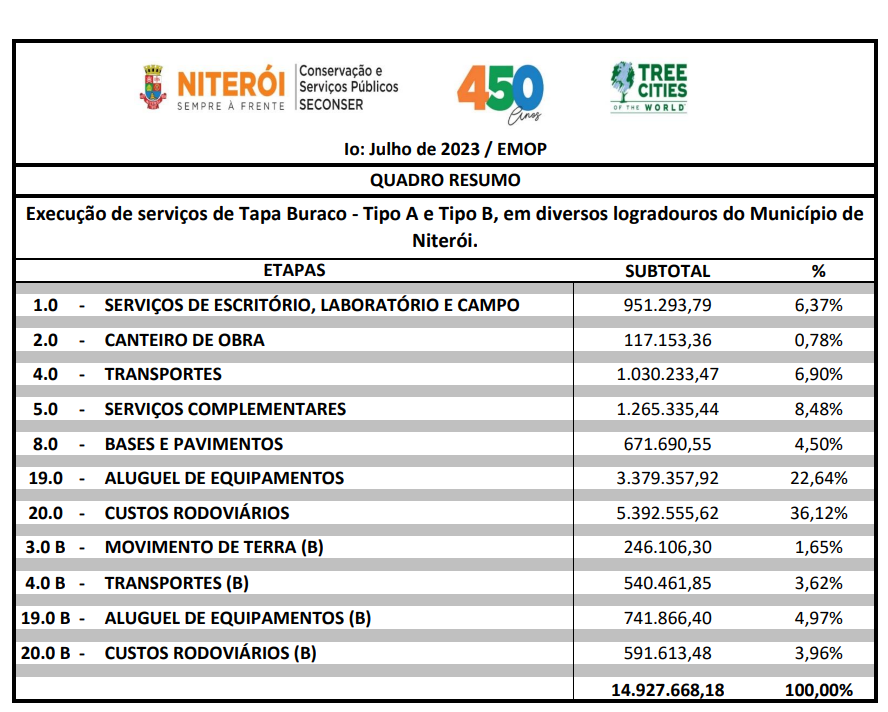 NITERÓI
SEMPRE À FRENTE
Conservação e
Serviços Públicos
SECONSER
450
Anos
TREE
CITIES
OF THE WORLD
Io: Julho de 2023 / EMOP
QUADRO RESUMO
Execução de serviços de Tapa Buraco - Tipo A e Tipo B, em diversos logradouros do Município de
Niterói.
ETAPAS SUBTOTAL %
1.0 - SERVIÇOS DE ESCRITÓRIO, LABORATÓRIO E CAMPO 951.293,79 6,37%
2.0 - CANTEIRO DE OBRA 117.153,36 0,78%
4.0 - TRANSPORTES 1.030.233,47 6,90%
5.0 - SERVIÇOS COMPLEMENTARES 1.265.335,44 8,48%
8.0 - BASES E PAVIMENTOS 671.690,55 4,50%
19.0 - ALUGUEL DE EQUIPAMENTOS 3.379.357,92 22,64%
20.0 - CUSTOS RODOVIÁRIOS 5.392.555,62 36,12%
3.0 B - MOVIMENTO DE TERRA (B) 246.106,30 1,65%
4.0 B - TRANSPORTES (B) 540.461,85 3,62%
19.0 B - ALUGUEL DE EQUIPAMENTOS (B) 741.866,40 4,97%
20.0 B - CUSTOS RODOVIÁRIOS (B) 591.613,48 3,96%
14.927.668,18 100,00%